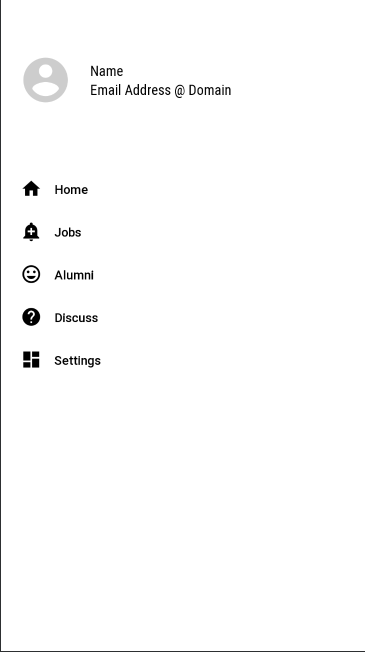 Name
Email Address @ Domain
Home
Jobs
Alumni
Discuss
Settings